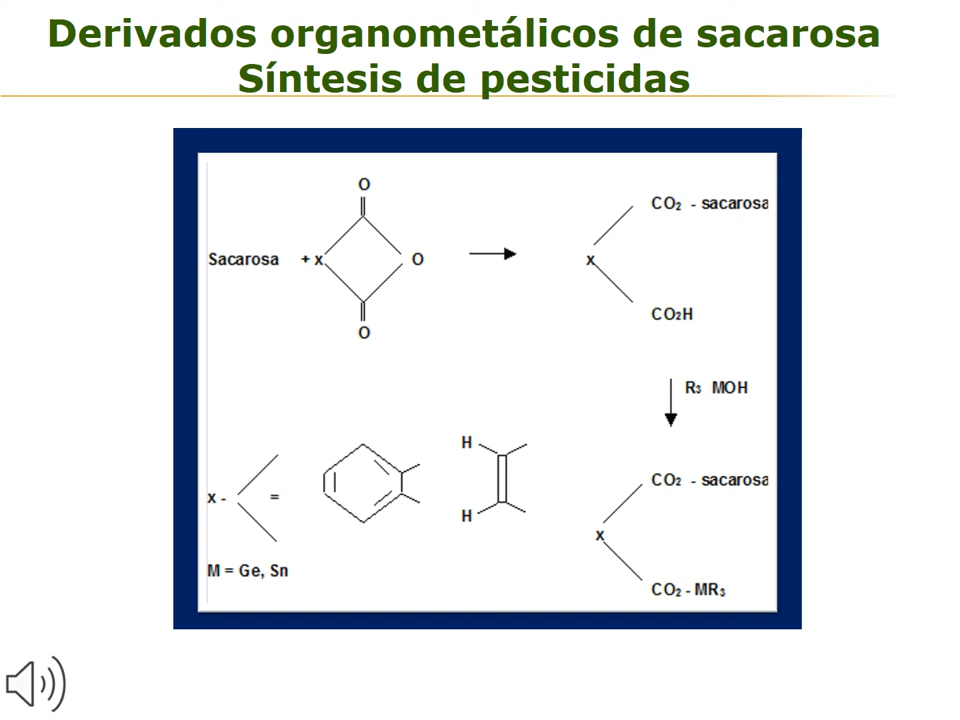 Derivados organometálicos de sacarosa
Síntesis de pesticidas
O
CO₂ - sacarosa
Sacarosa + x
O
x
CO₂H
O
R₃ MOH
H
CO₂ - sacarosa
x - =
H
x
M = Ge, Sn
CO₂ - MR₃